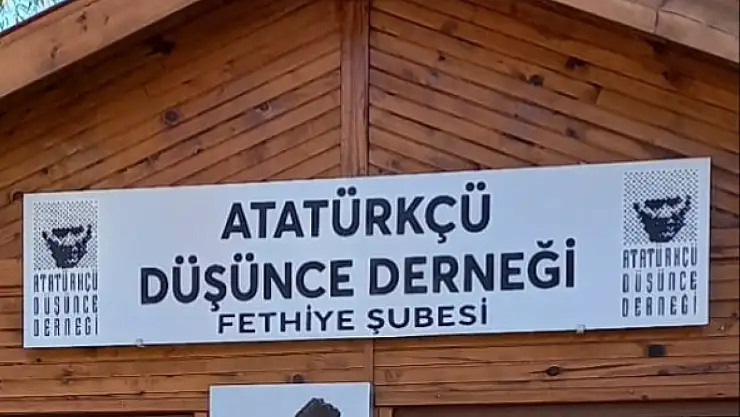 ATATÜRKÇÜ
DÜŞÜNCE DERNEĞİ
FETHİYE ŞUBESİ
ATATÜRKÇÜ
DÜŞÜNCE
DERNEĞİ
ATATÜRKÇÜ
DÜŞÜNCE
DERNEĞİ